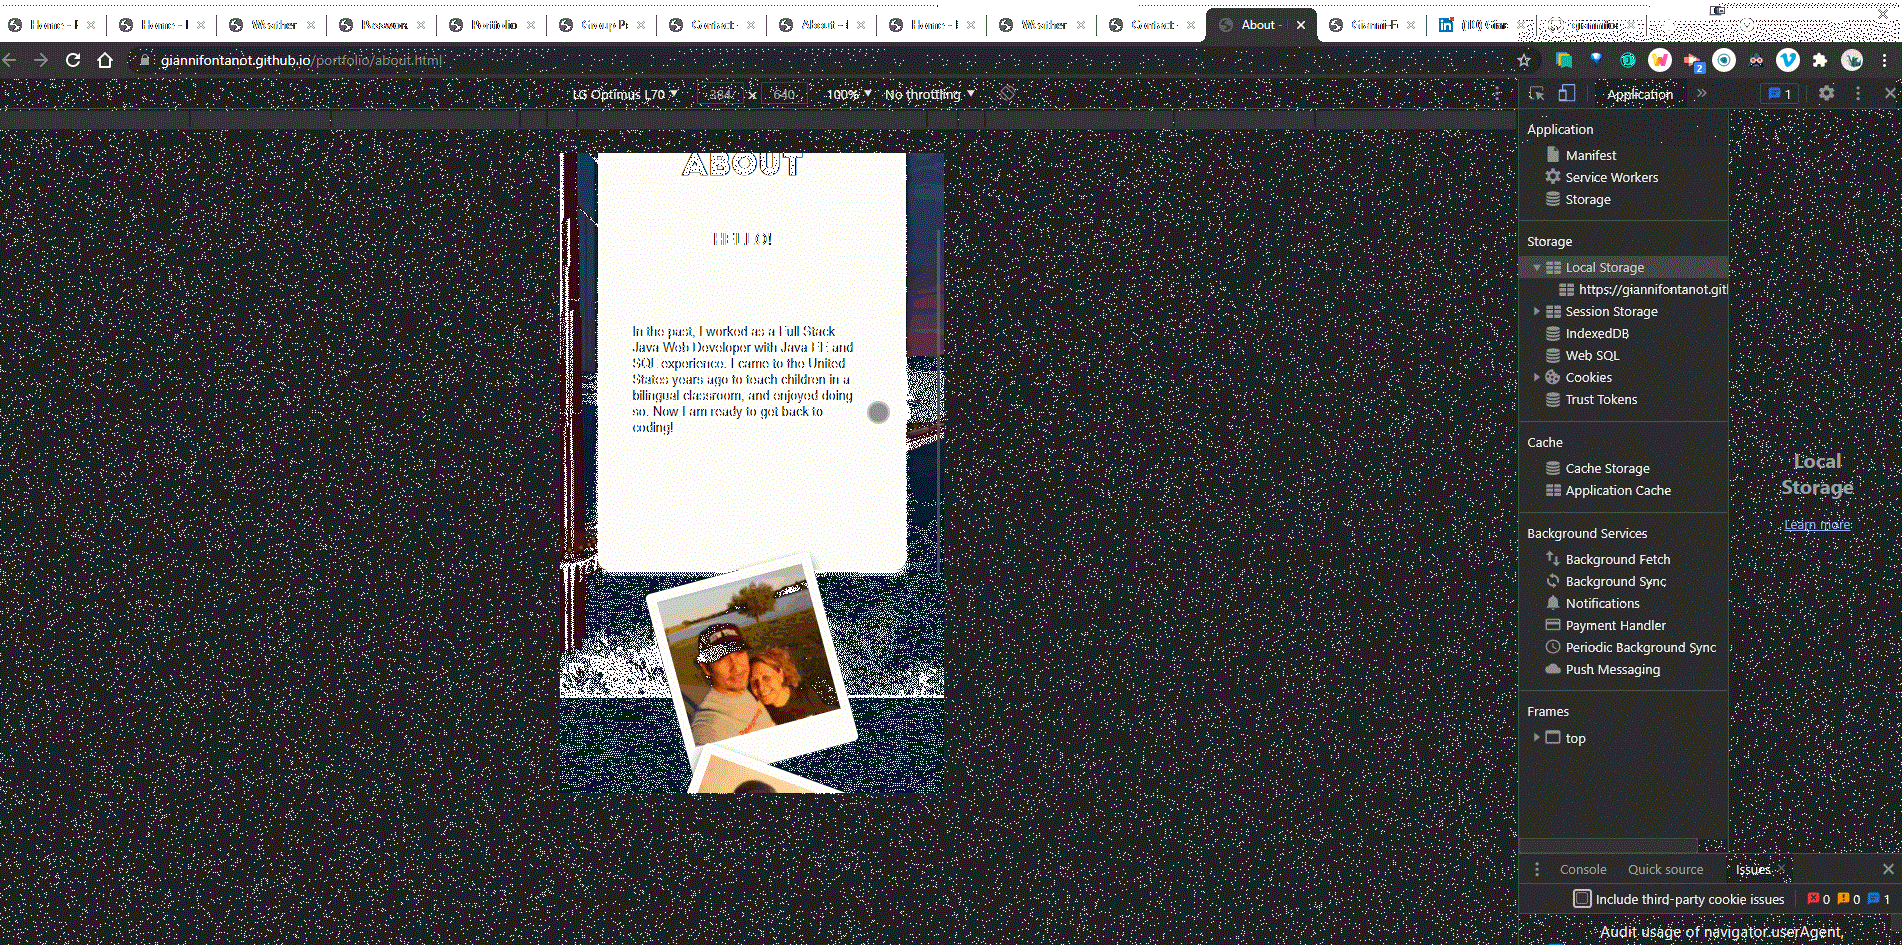 Home -
Home -
Weather
Passwor
Portfolio
Group P
Contact -
About -
Home -
Weather
Contact -
About -
Gianni F
giannifontanot.github.io/portfolio/about.html
2
LG Optimus L70
384 x 640
100%
No throttling
Application
1
ABOUT
HELLO!
In the past, I worked as a Full Stack
Java Web Developer with Java EE and
SQL experience. I came to the United
States years ago to teach children in a
bilingual classroom, and enjoyed doing
so. Now I am ready to get back to
coding!
Application
Manifest
Service Workers
Storage
Storage
Local Storage
https://giannifontanot.git
Session Storage
IndexedDB
Web SQL
Cookies
Trust Tokens
Cache
Cache Storage
Application Cache
Background Services
Background Fetch
Background Sync
Notifications
Payment Handler
Periodic Background Sync
Push Messaging
Frames
top
Local
Storage
Learn more
Console
Quick source
Issues
Include third-party cookie issues
0 0 1
Audit usage of navigator.userAgent,